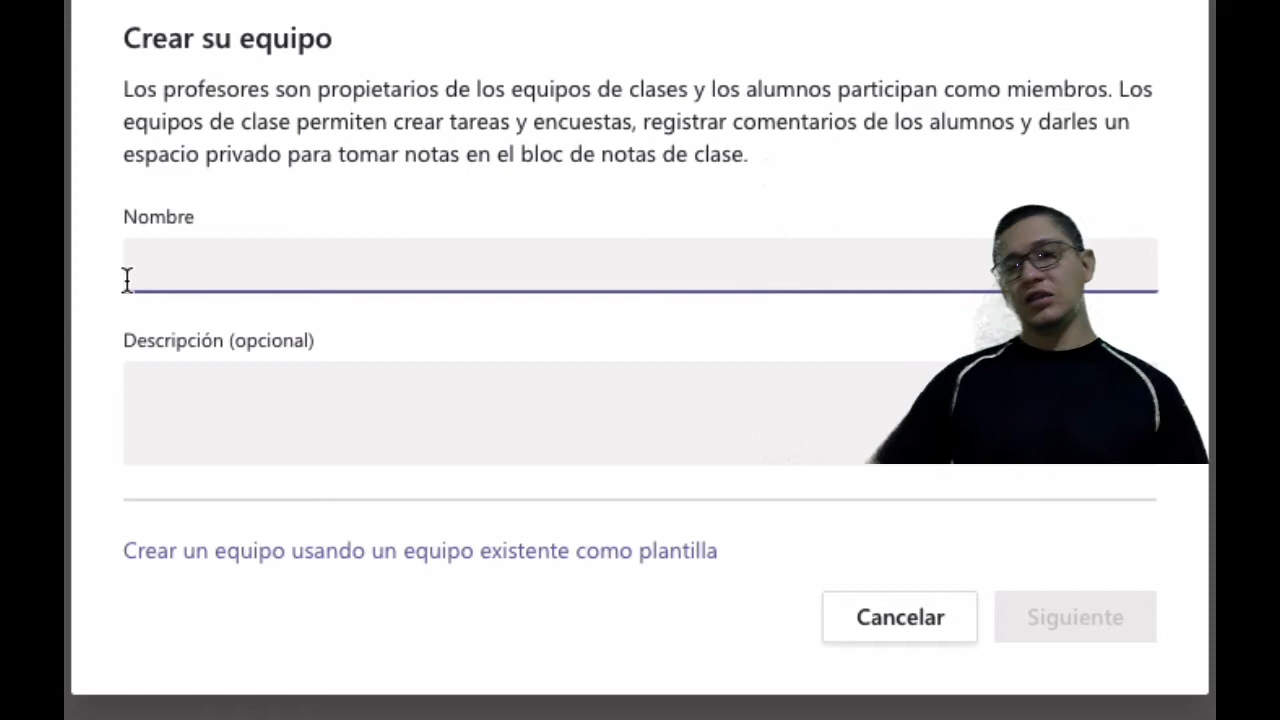 Crear su equipo
Los profesores son propietarios de los equipos de clases y los alumnos participan como miembros. Los
equipos de clase permiten crear tareas y encuestas, registrar comentarios de los alumnos y darles un
espacio privado para tomar notas en el bloc de notas de clase.
Nombre
Descripción (opcional)
Crear un equipo usando un equipo existente como plantilla
Cancelar
Siguiente